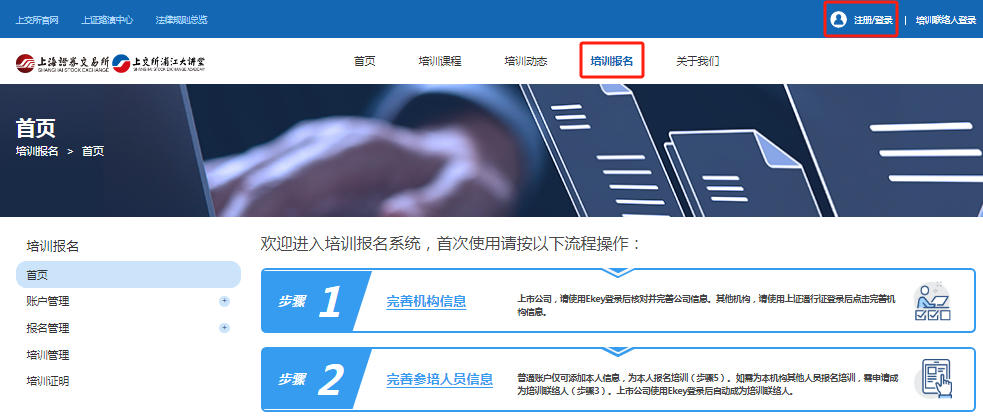 上交所官网 上证路演中心 法律规则总览 注册/登录 | 培训联络人登录
上海證券交易所 上交所浦江大讲堂
SHANGHAI STOCK EXCHANGE SHANGHAI STOCK EXCHANGE ACADEMY
首页 培训课程 培训动态 培训报名 关于我们
首页
培训报名 > 首页
培训报名
首页
账户管理 +
报名管理 +
培训管理
培训证明
欢迎进入培训报名系统，首次使用请按以下流程操作：
步骤 1 完善机构信息
上市公司，请使用Ekey登录后核对并完善公司信息。其他机构，请使用上证通行证登录后点击完善机
构信息。
步骤 2 完善参培人员信息
普通账户仅可添加本人信息，为本人报名培训（步骤5）。如需为本机构其他人员报名培训，需申请成
为培训联络人（步骤3）。上市公司使用Ekey登录后自动成为培训联络人。